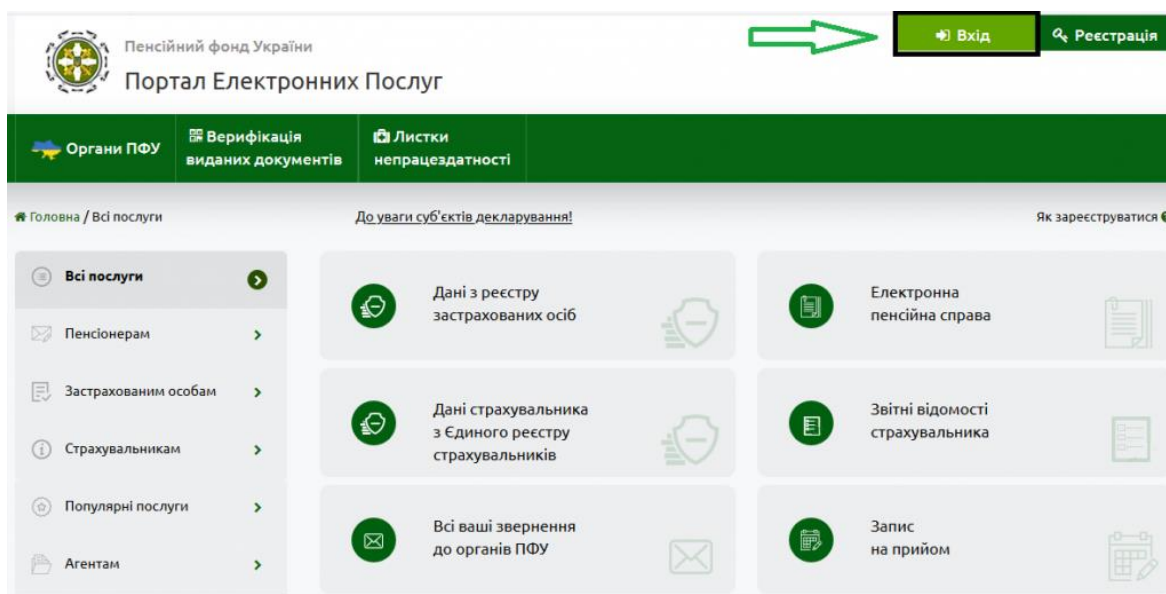 Пенсійний фонд України
Портал Електронних Послуг
Вхід
Реєстрація
Органи ПФУ
Верифікація
виданих документів
Листки
непрацездатності
Головна / Всі послуги
До уваги суб'єктів декларування!
Як зареєструватися
Всі послуги
Пенсіонерам
Застрахованим особам
Страхувальникам
Популярні послуги
Агентам
Дані з реєстру
застрахованих осіб
Електронна
пенсійна справа
Дані страхувальника
з Єдиного реєстру
страхувальників
Звітні відомості
страхувальника
Всі ваші звернення
до органів ПФУ
Запис
на прийом